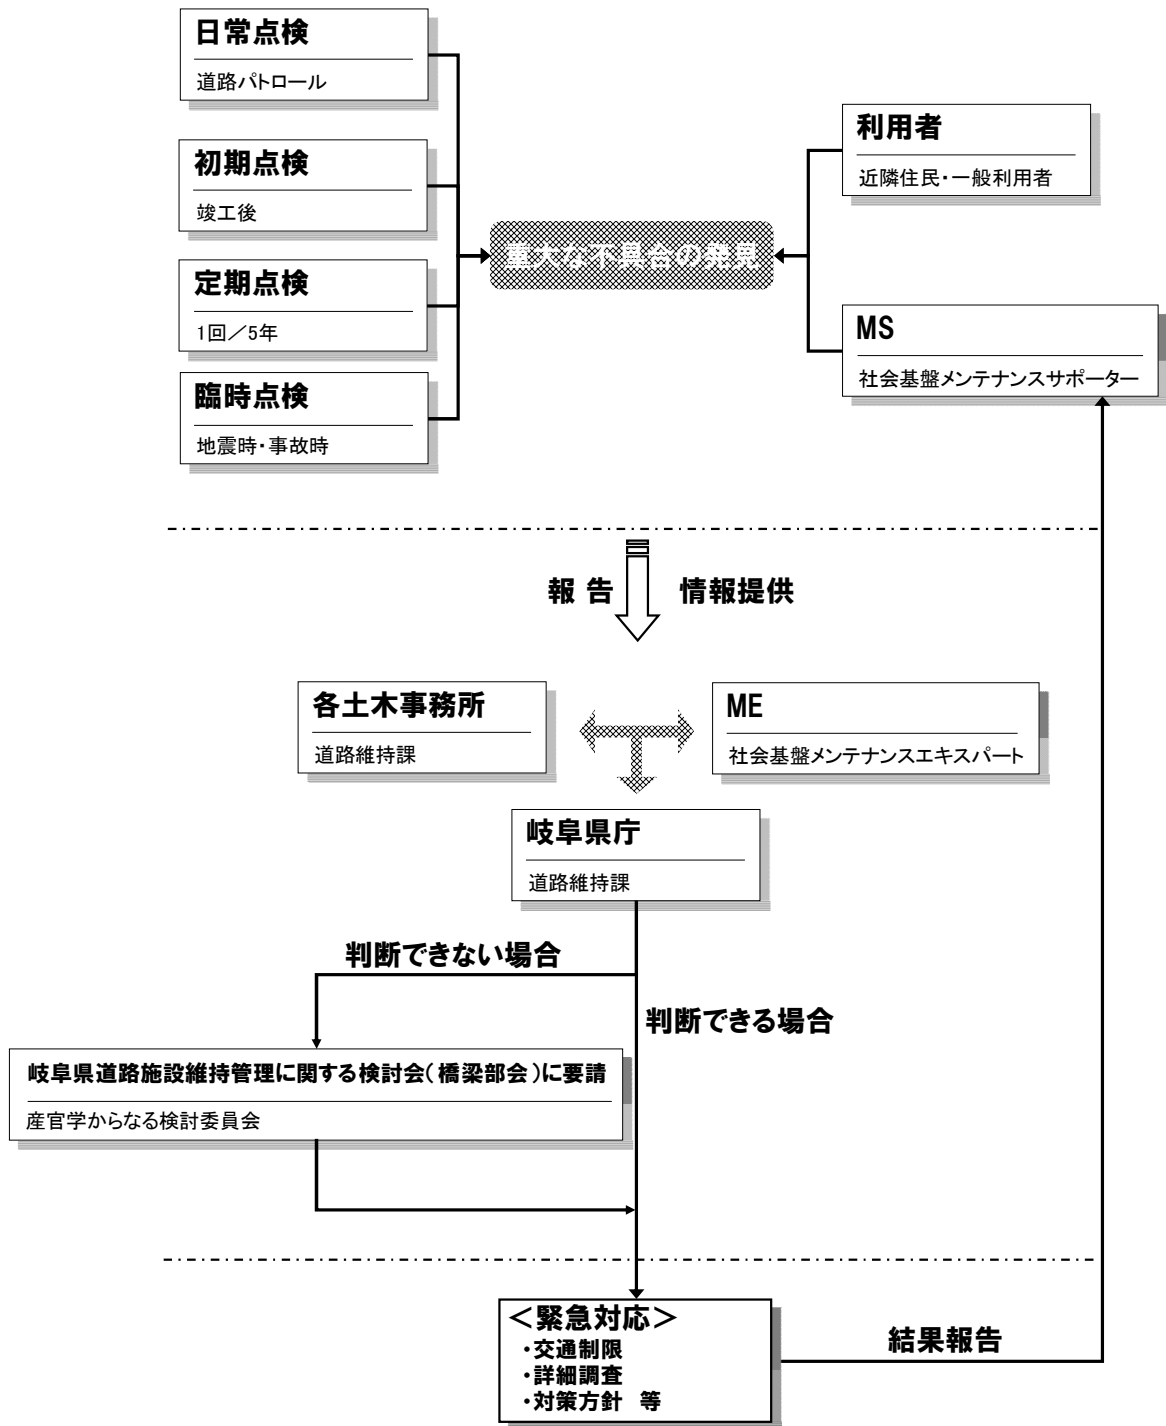 日常点検
道路パトロール
初期点検
竣工後
定期点検
1回／5年
臨時点検
地震時・事故時
重大な不具合の発見
利用者
近隣住民・一般利用者
MS
社会基盤メンテナンスサポーター
報 告 情報提供
各土木事務所
道路維持課
ME
社会基盤メンテナンスエキスパート
岐阜県庁
道路維持課
判断できない場合
判断できる場合
岐阜県道路施設維持管理に関する検討会（橋梁部会）に要請
産官学からなる検討委員会
＜緊急対応＞
・交通制限
・詳細調査
・対策方針 等
結果報告